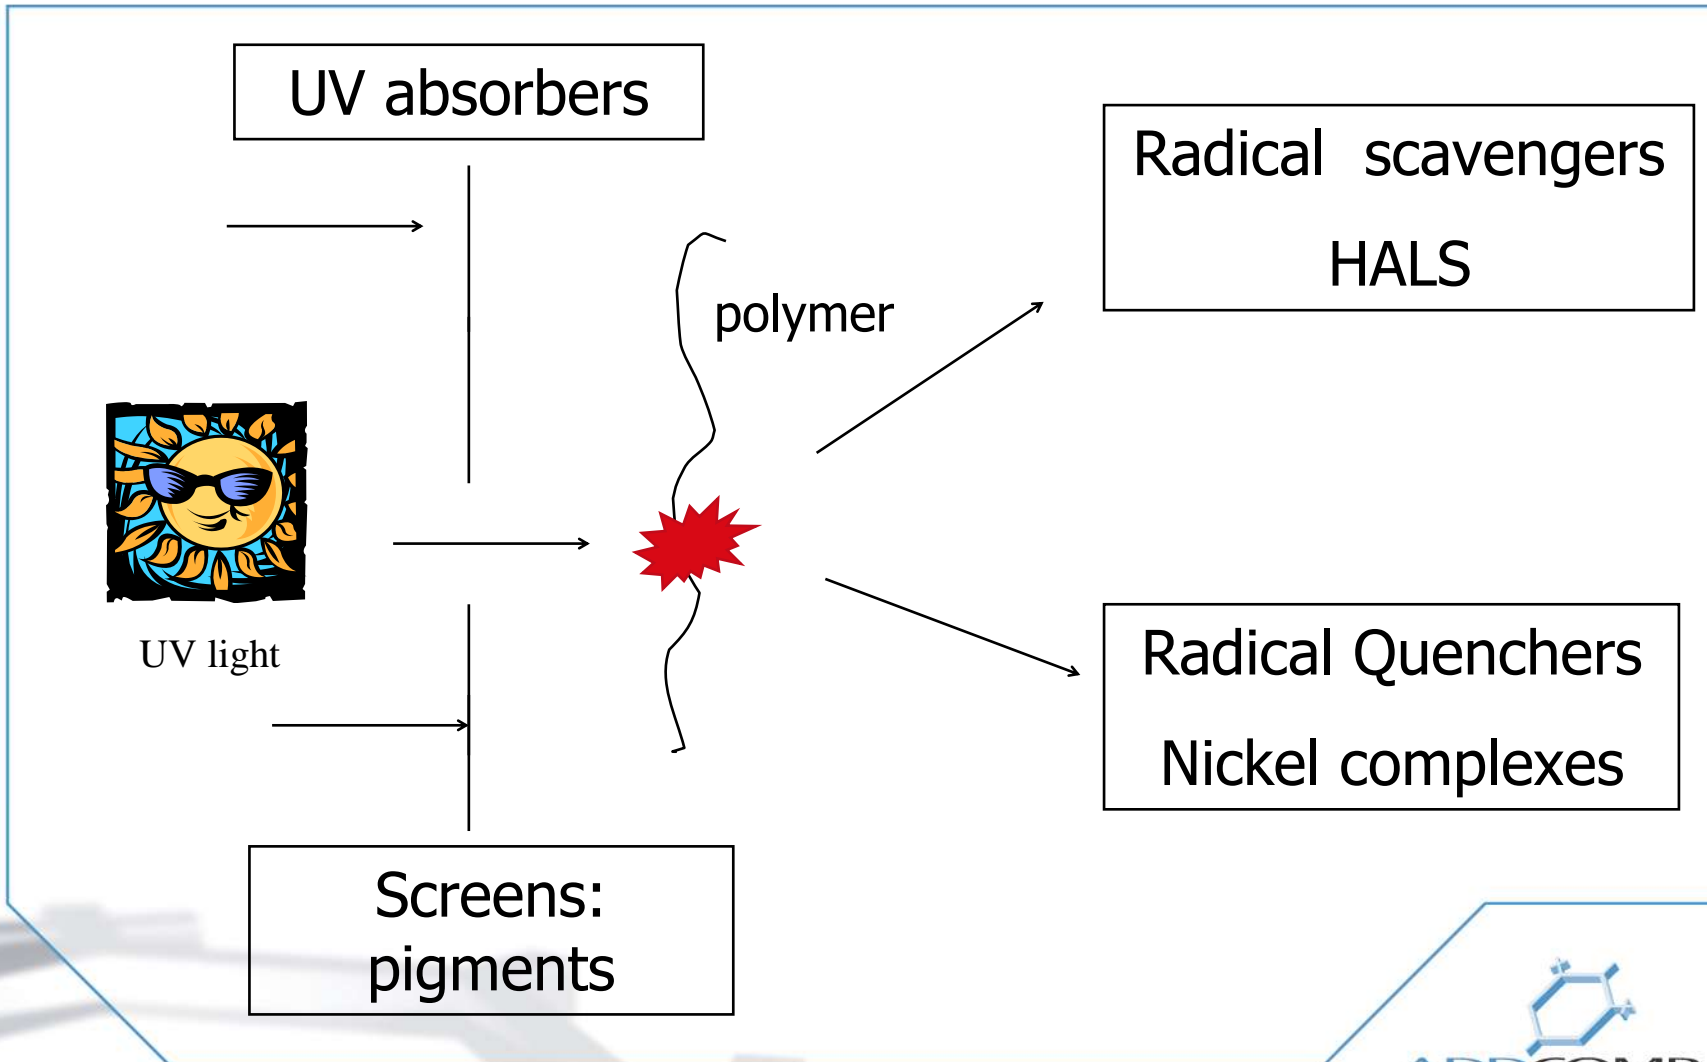 UV absorbers
Radical scavengers
HALS
polymer
UV light
Radical Quenchers
Nickel complexes
Screens:
pigments